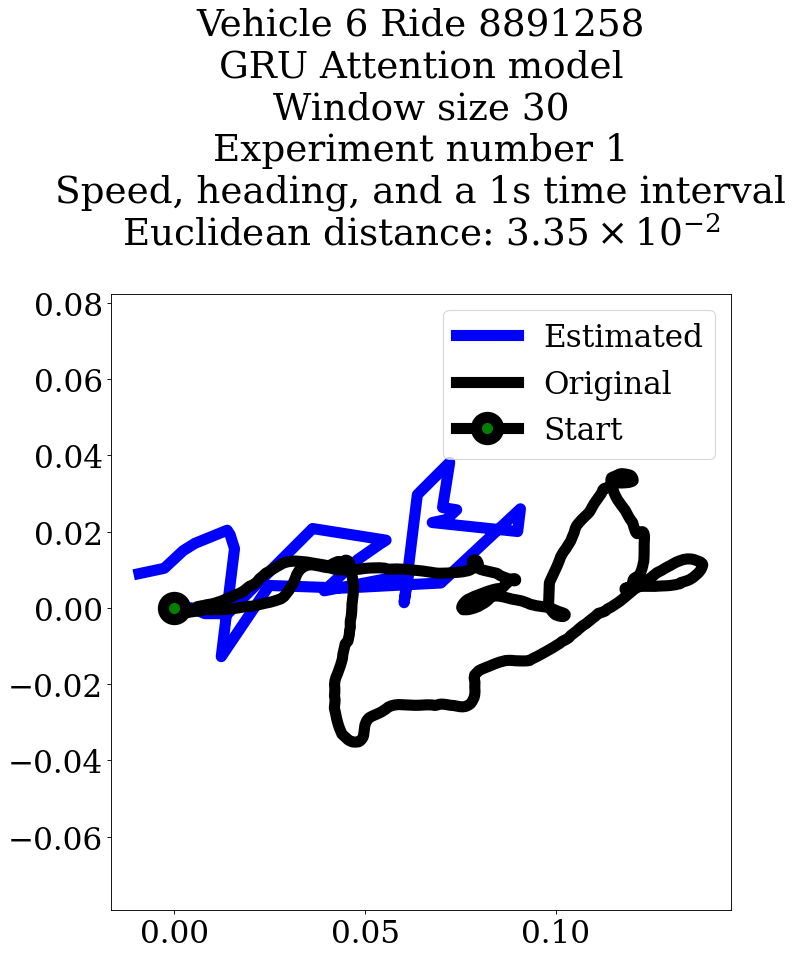 Vehicle 6 Ride 8891258
GRU Attention model
Window size 30
Experiment number 1
Speed, heading, and a 1s time interval
Euclidean distance: 3.35 × 10⁻²
0.08
0.06
0.04
0.02
0.00
−0.02
−0.04
−0.06
Estimated
Original
Start
0.00 0.05 0.10